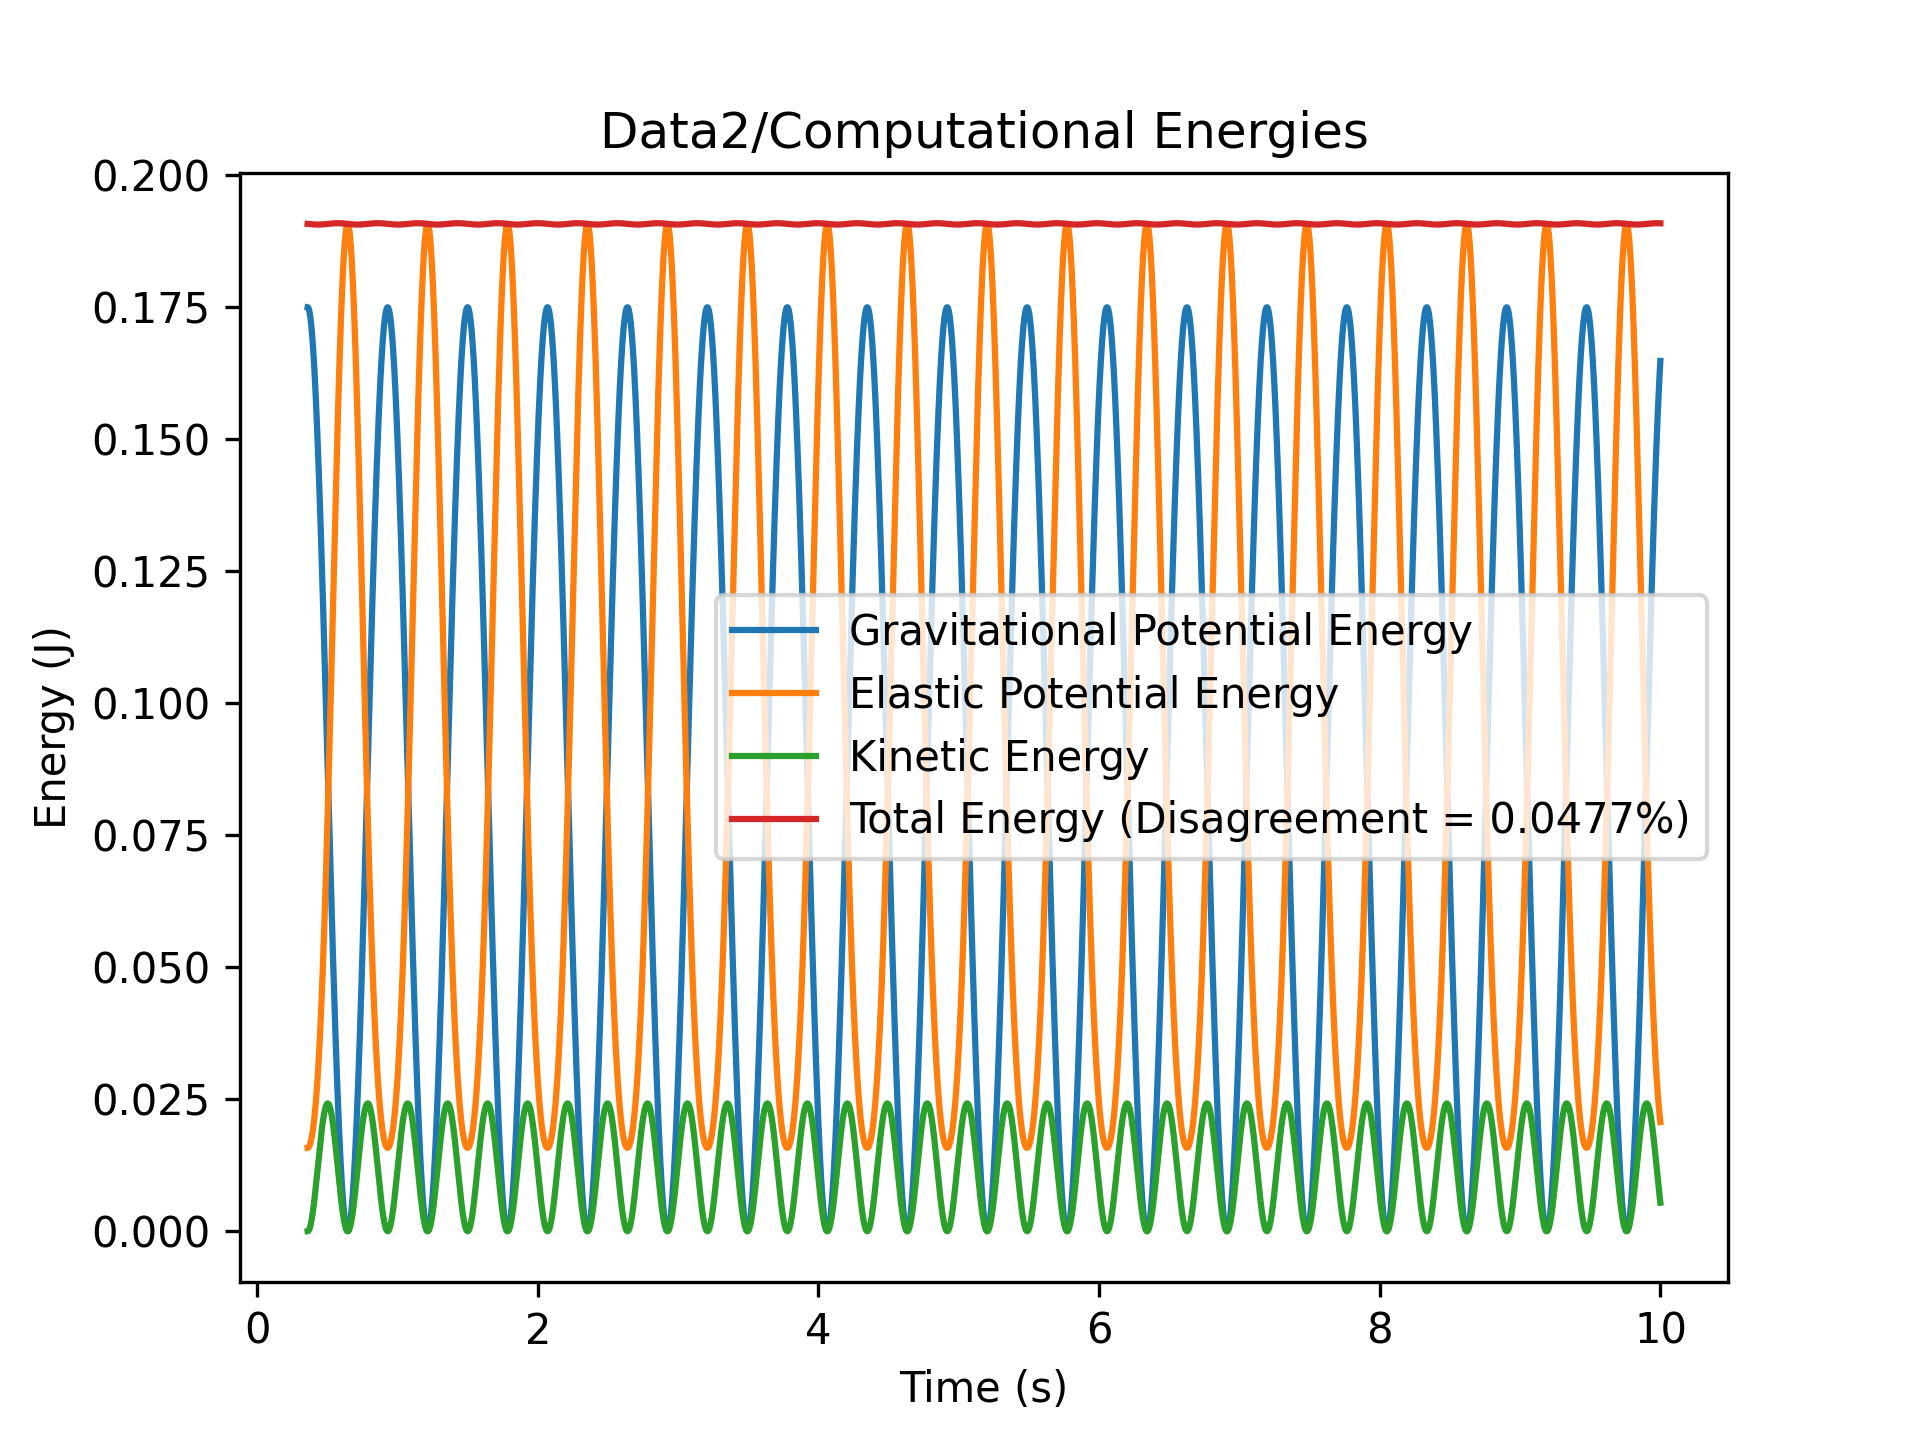 Data2/Computational Energies
0.200
0.175
0.150
0.125
0.100
0.075
0.050
0.025
0.000
Energy (J)
Gravitational Potential Energy
Elastic Potential Energy
Kinetic Energy
Total Energy (Disagreement = 0.0477%)
0 2 4 6 8 10
Time (s)